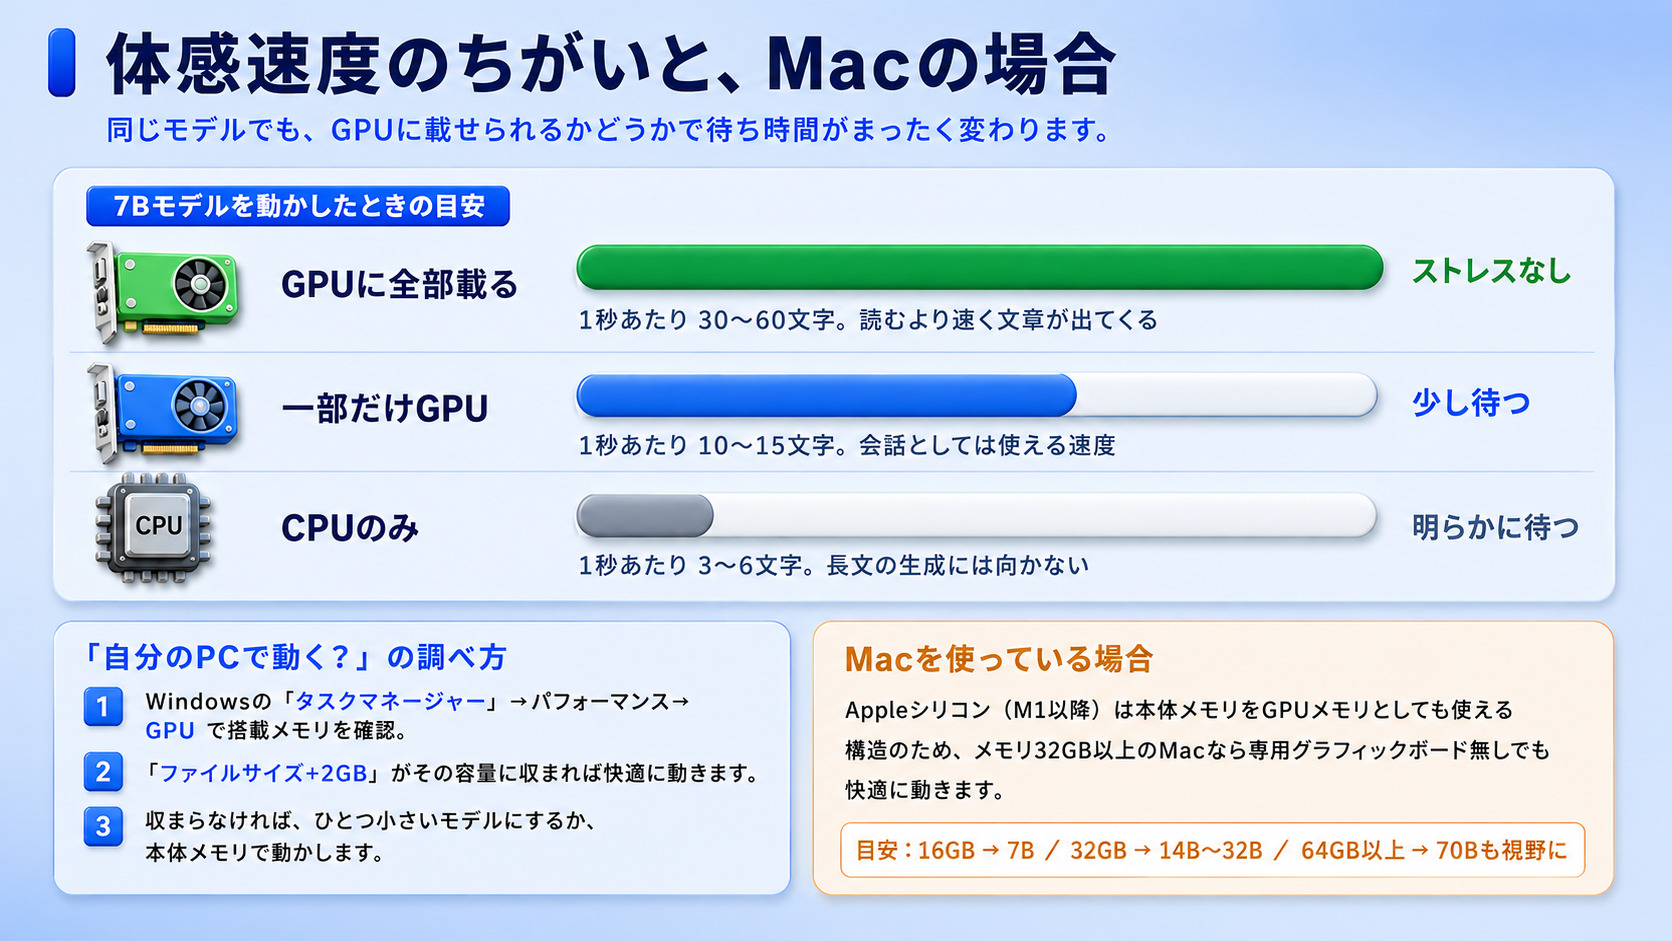 体感速度のちがいと、Macの場合
同じモデルでも、GPUに載せられるかどうかで待ち時間がまったく変わります。
7Bモデルを動かしたときの目安
GPUに全部載る
ストレスなし
1秒あたり 30〜60文字。読むより速く文章が出てくる
一部だけGPU
少し待つ
1秒あたり 10〜15文字。会話としては使える速度
CPU
CPUのみ
明らかに待つ
1秒あたり 3〜6文字。長文の生成には向かない
「自分のPCで動く？」の調べ方
1
Windowsの「タスクマネージャー」→パフォーマンス→
GPU で搭載メモリを確認。
2
「ファイルサイズ+2GB」がその容量に収まれば快適に動きます。
3
収まらなければ、ひとつ小さいモデルにするか、
本体メモリで動かします。
Macを使っている場合
Appleシリコン（M1以降）は本体メモリをGPUメモリとしても使える
構造のため、メモリ32GB以上のMacなら専用グラフィックボード無しでも
快適に動きます。
目安：16GB → 7B ／ 32GB → 14B〜32B ／ 64GB以上 → 70Bも視野に